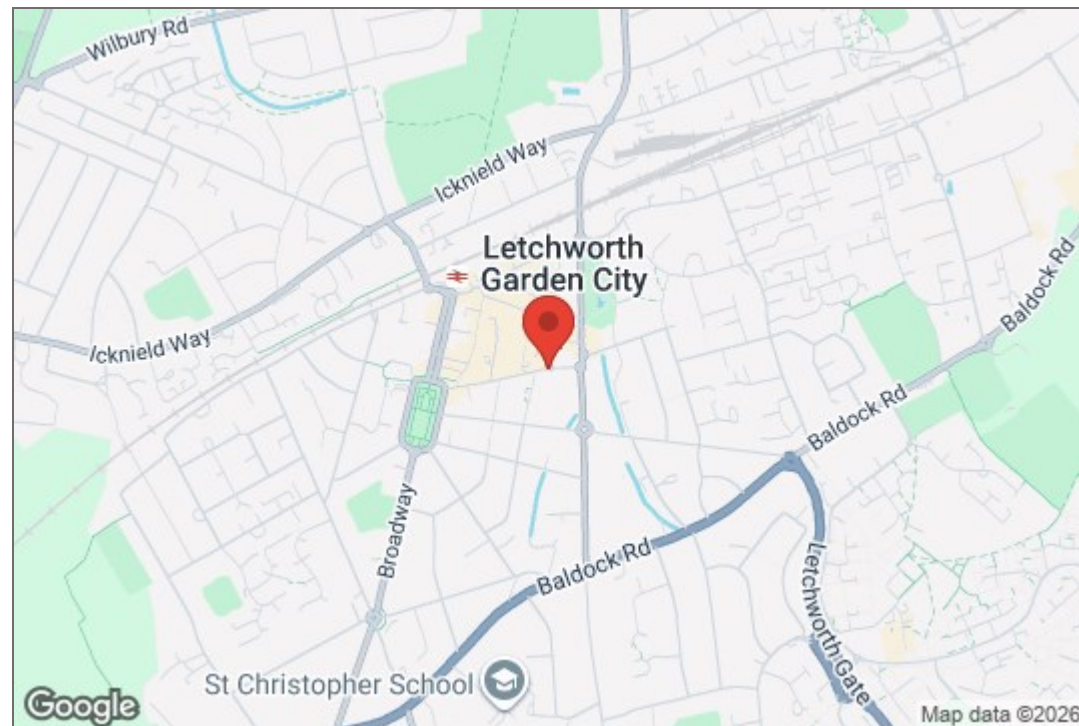 Wilbury Rd
Icknield Way
Letchworth
Garden City
Baldock Rd
Icknield Way
Baldock Rd
Broadway
Baldock Rd
Letchworth Gate
St Christopher School
Google
Map data ©2026